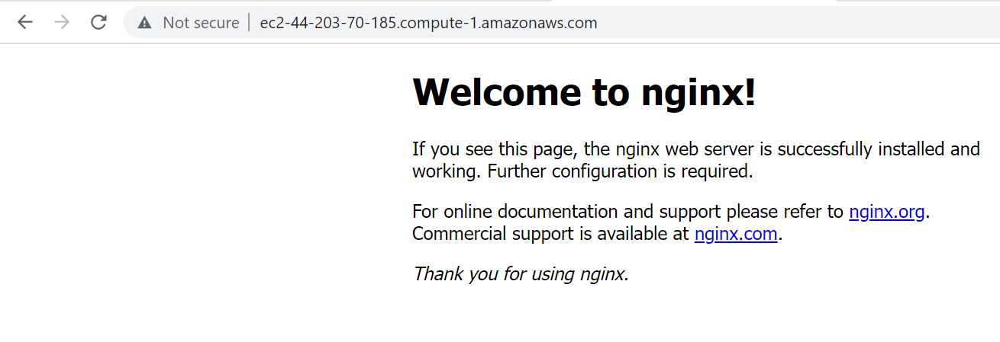 Not secure | ec2-44-203-70-185.compute-1.amazonaws.com
Welcome to nginx!
If you see this page, the nginx web server is successfully installed and
working. Further configuration is required.
For online documentation and support please refer to nginx.org.
Commercial support is available at nginx.com.
Thank you for using nginx.